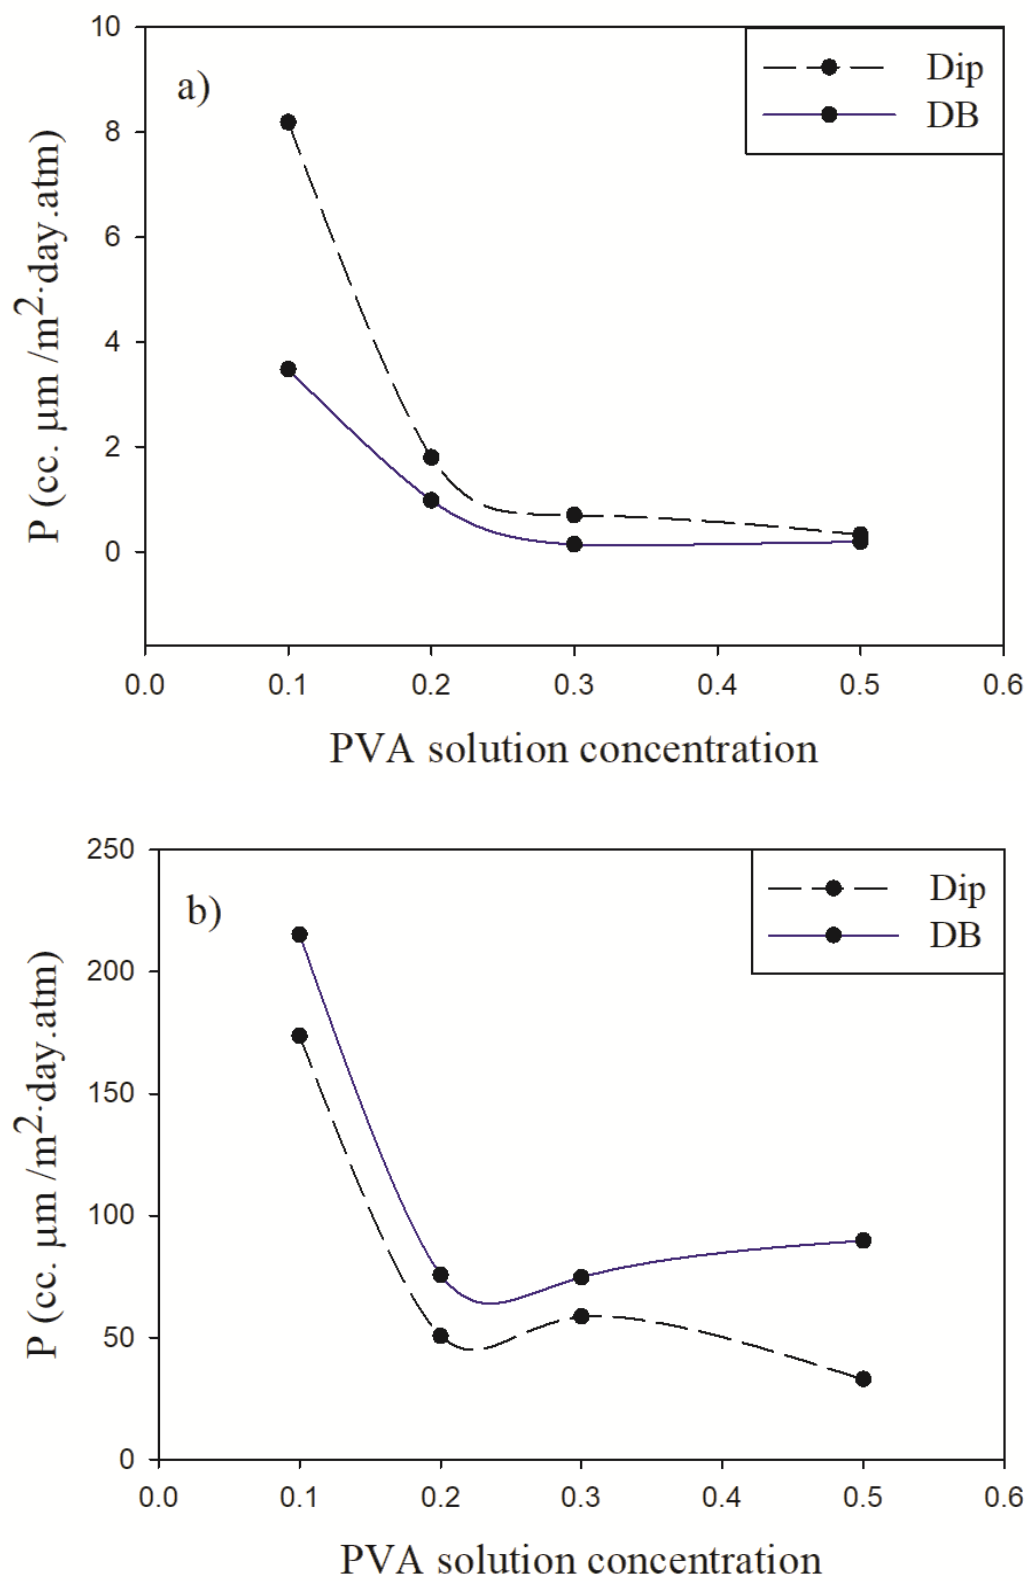 10
a)
Dip
DB
8
6
4
2
0
P (cc. μm /m²·day.atm)
0.0 0.1 0.2 0.3 0.4 0.5 0.6
PVA solution concentration
250
b)
Dip
DB
200
150
100
50
0
P (cc. μm /m²·day.atm)
0.0 0.1 0.2 0.3 0.4 0.5 0.6
PVA solution concentration